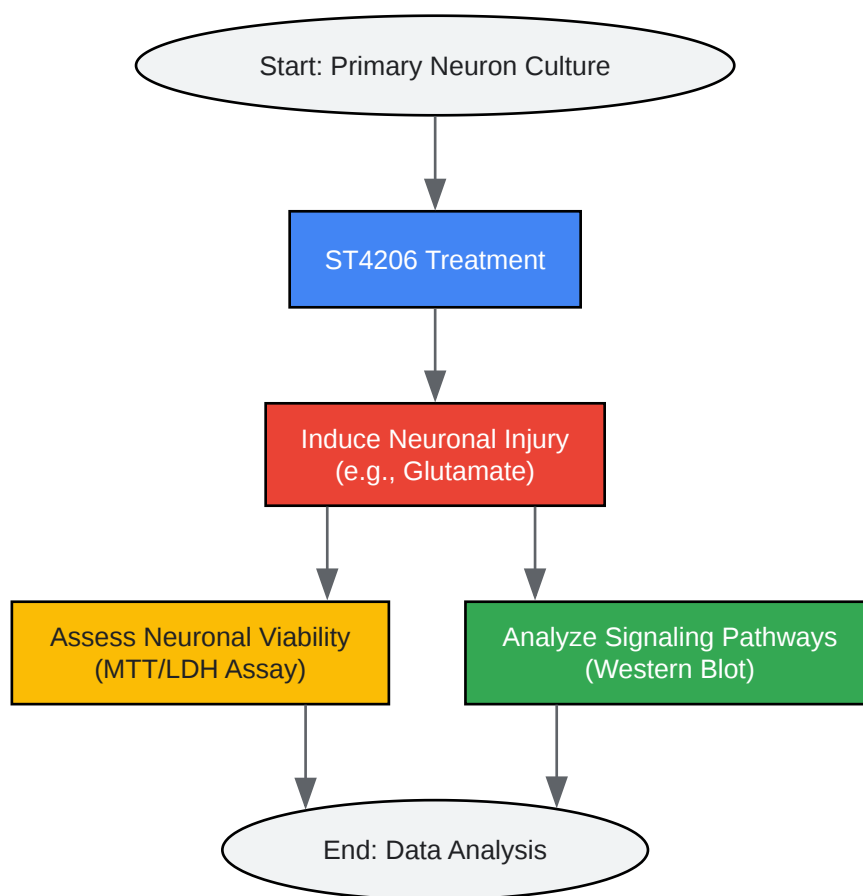 Start: Primary Neuron Culture
ST4206 Treatment
Induce Neuronal Injury
(e.g., Glutamate)
Assess Neuronal Viability
(MTT/LDH Assay)
Analyze Signaling Pathways
(Western Blot)
End: Data Analysis